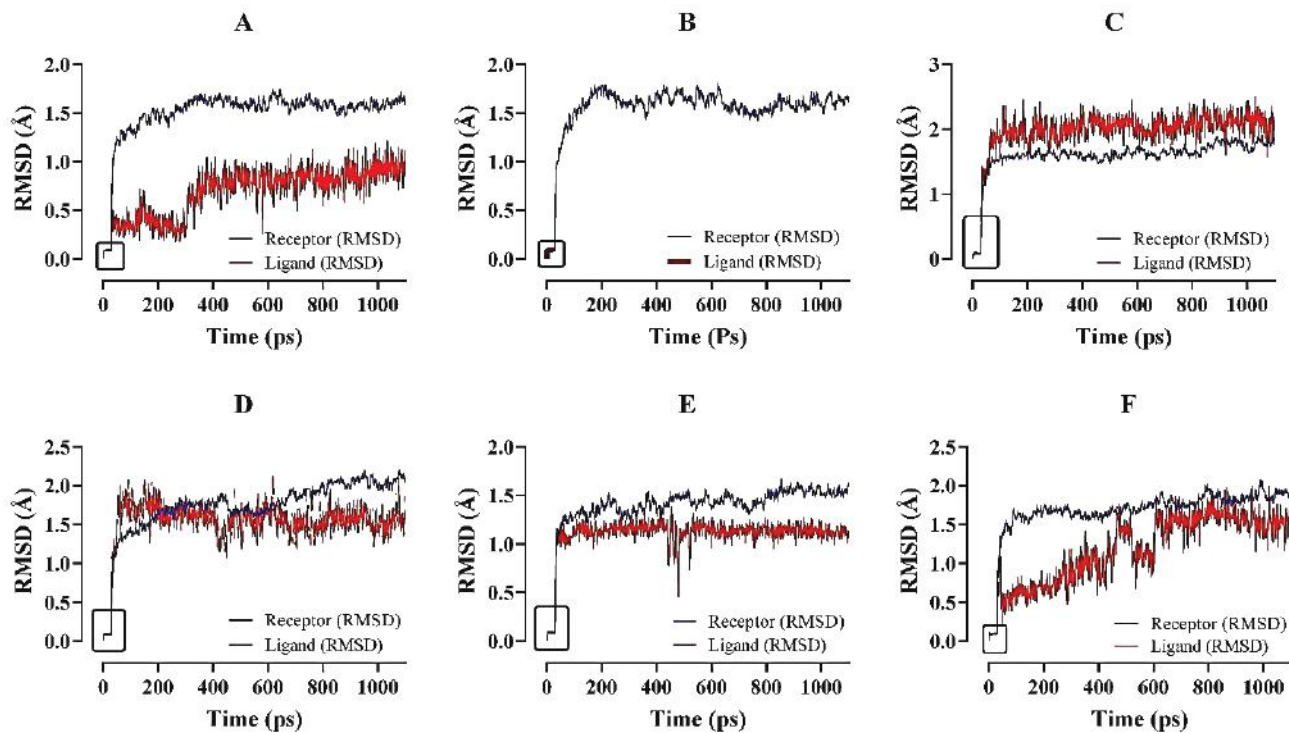 A
RMSD (Å)
2.0
1.5
1.0
0.5
0.0
Receptor (RMSD)
Ligand (RMSD)
0 200 400 600 800 1000
Time (ps)
B
RMSD (Å)
2.0
1.5
1.0
0.5
0.0
Receptor (RMSD)
Ligand (RMSD)
0 200 400 600 800 1000
Time (Ps)
C
RMSD (Å)
3
2
1
0
Receptor (RMSD)
Ligand (RMSD)
0 200 400 600 800 1000
Time (ps)
D
RMSD (Å)
2.5
2.0
1.5
1.0
0.5
0.0
Receptor (RMSD)
Ligand (RMSD)
0 200 400 600 800 1000
Time (ps)
E
RMSD (Å)
2.0
1.5
1.0
0.5
0.0
Receptor (RMSD)
Ligand (RMSD)
0 200 400 600 800 1000
Time (ps)
F
RMSD (Å)
2.5
2.0
1.5
1.0
0.5
0.0
Receptor (RMSD)
Ligand (RMSD)
0 200 400 600 800 1000
Time (ps)